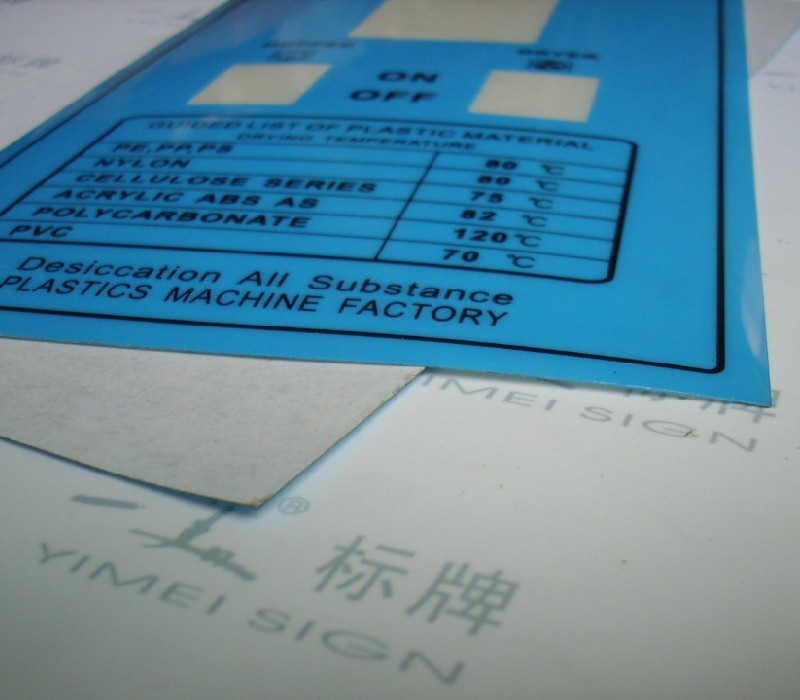 HOPPER
DRYER
ON
OFF
GUIDED LIST OF PLASTIC MATERIAL
DRYING TEMPERATURE
PE,PP,PS 80 ℃
NYLON 80 ℃
CELLULOSE SERIES 75 ℃
ACRYLIC ABS AS 82 ℃
POLYCARBONATE 120 ℃
PVC 70 ℃
Desiccation All Substance
PLASTICS MACHINE FACTORY
YIMEI SIGN
® 标牌
YIMEI SIGN